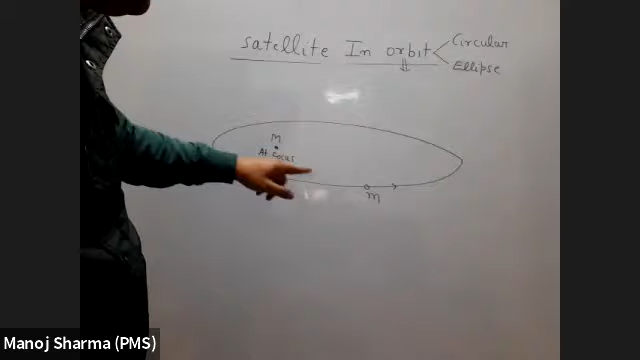 satellite In orbit
Circular
Ellipse
M
At Focus
m
Manoj Sharma (PMS)